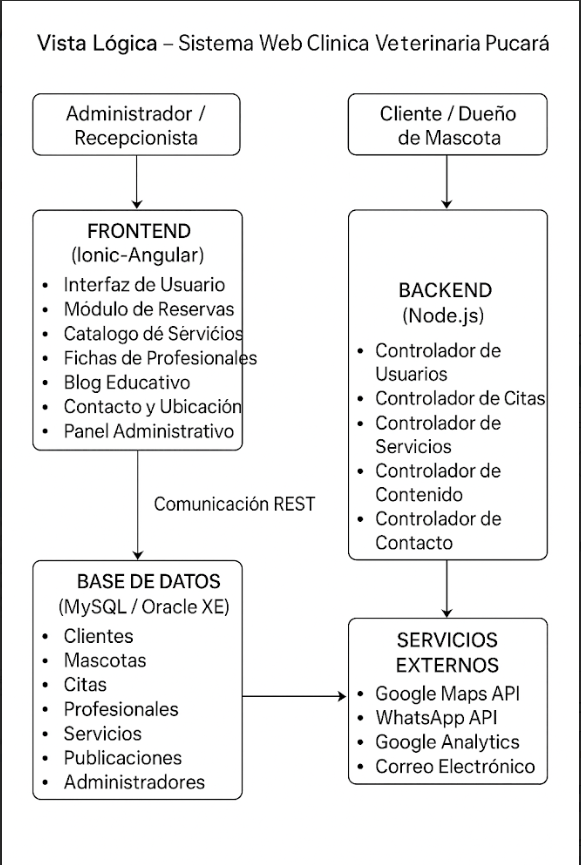 Vista Lógica – Sistema Web Clinica Veterinaria Pucará
Administrador /
Recepcionista
Cliente / Dueño
de Mascota
FRONTEND
(Ionic-Angular)
• Interfaz de Usuario
• Módulo de Reservas
• Catalogo dé Servićios
• Fichas de Profesionales
• Blog Educativo
• Contacto y Ubicación
• Panel Administrativo
BACKEND
(Node.js)
• Controlador de
Usuarios
• Controlador de Citas
• Controlador de
Servicios
• Controlador de
Contenido
• Controlador de
Contacto
Comunicación REST
BASE DE DATOS
(MySQL / Oracle XE)
• Clientes
• Mascotas
• Citas
• Profesionales
• Servicios
• Publicaciones
• Administradores
SERVICIOS
EXTERNOS
• Google Maps API
• WhatsApp API
• Google Analytics
• Correo Electrónico